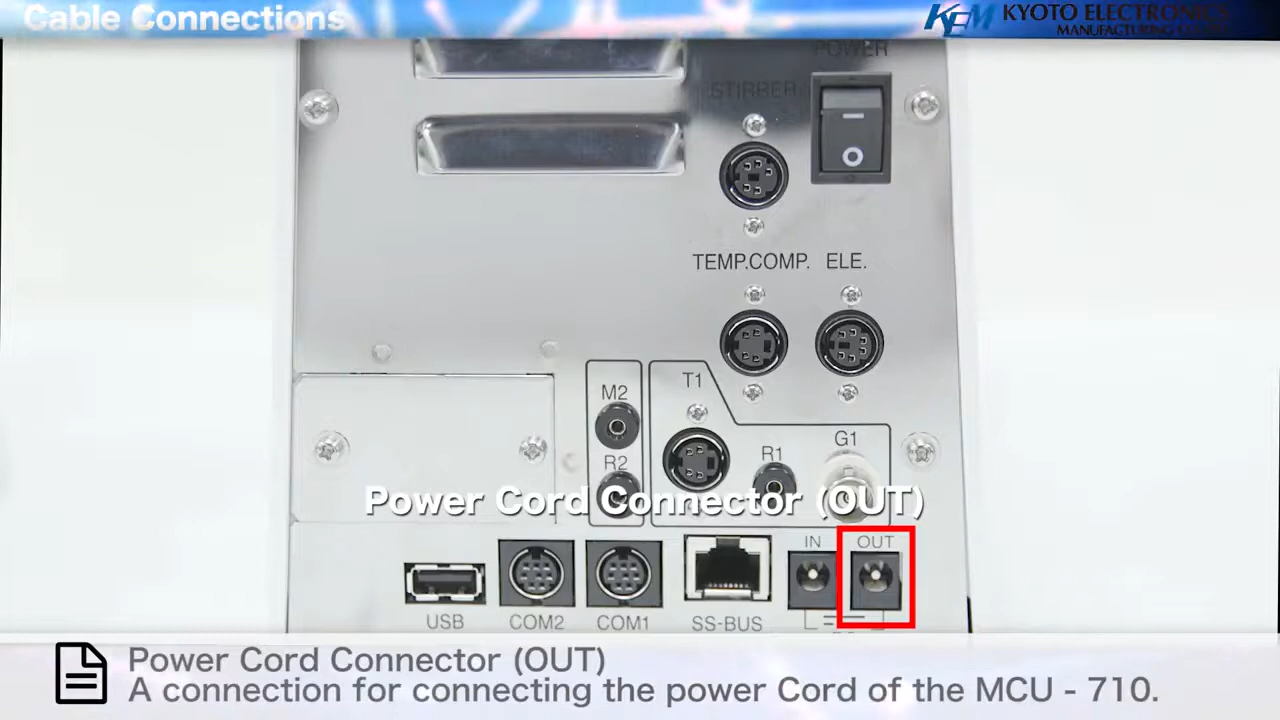 Cable Connections
KEM KYOTO ELECTRONICS
MANUFACTURING
POWER
STIRRER
TEMP.COMP. ELE.
M2
T1
R2
R1
G1
Power Cord Connector (OUT)
IN OUT
USB COM2 COM1 SS-BUS
Power Cord Connector (OUT)
A connection for connecting the power Cord of the MCU - 710.